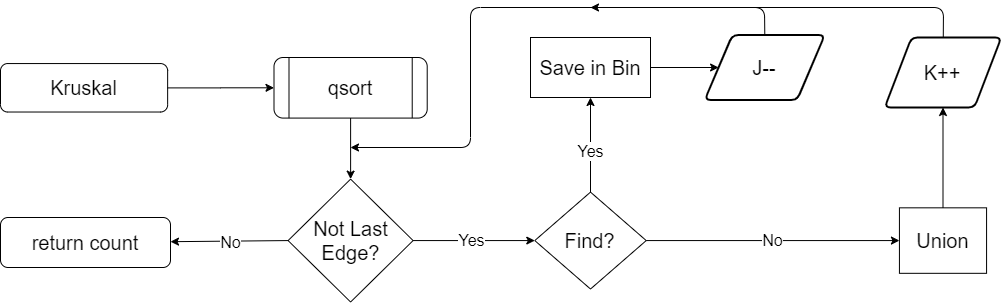 Save in Bin
J--
K++
Kruskal
qsort
Yes
Not Last
Edge?
return count
No
Yes
Find?
No
Union